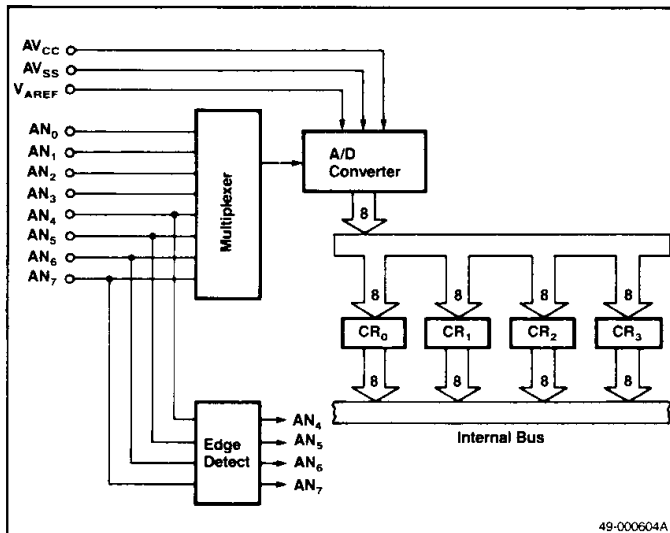 AVCC
AVSS
VAREF
AN0
AN1
AN2
AN3
AN4
AN5
AN6
AN7
Multiplexer
A/D
Converter
8
8 8 8 8
CR0 CR1 CR2 CR3
8 8 8 8
Internal Bus
Edge
Detect
AN4
AN5
AN6
AN7
49-000604A